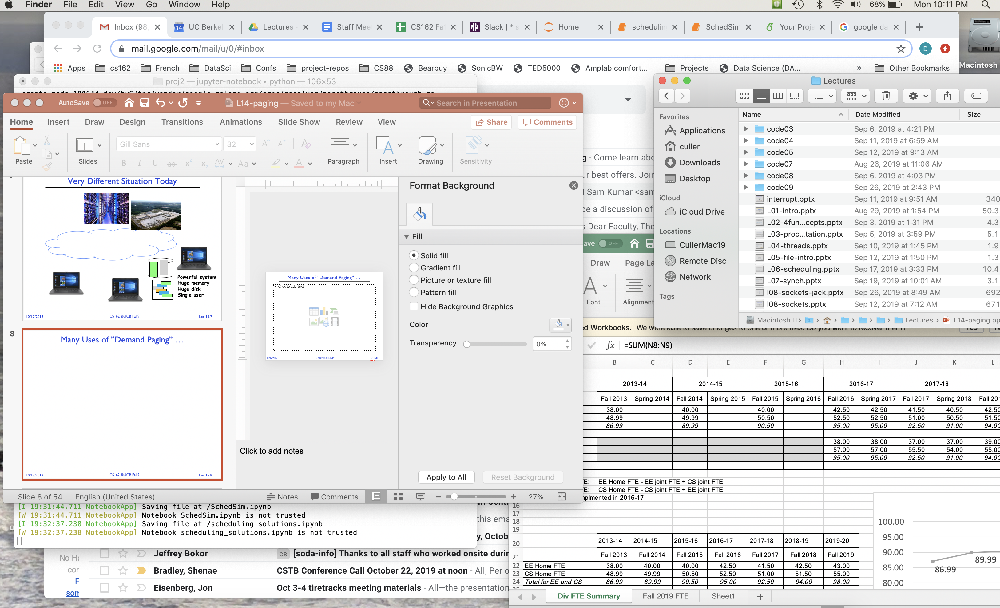 Finder File Edit View Go Window Help 68% Mon 10:11 PM
Inbox (98, UC Berkel Lectures - Staff Mee CS162 Fa Slack | * s Home schedulin SchedSim Your Proje google da
14
mail.google.com/mail/u/0/#inbox D
Apps cs162 French DataSci Confs project-repos CS88 Bearbuy SonicBW TED5000 Amplab comfort... Projects Data Science (DA... » Other Bookmarks
Macintosh
proj2 — jupyter-notebook ▸ python — 106×53
AutoSave OFF L14-paging — Saved to my Mac Search in Presentation
Home Insert Draw Design Transitions Animations Slide Show Review View Share Comments
Gill Sans 32
Paste Slides Paragraph Insert Drawing Sensitivity
B I U ab x² x₂ AV Aa A
Very Different Situation Today
Powerful system
Huge memory
Huge disk
Single user
10/17/2019 CS162 ©UCB Fa19 Lec 15.7
8
Many Uses of ”Demand Paging” …
10/17/2019 CS162 ©UCB Fa19 Lec 15.8
Many Uses of ”Demand Paging” …
• Click to add text
10/17/2019 CS162 ©UCB Fa19 Lec 15.8
Click to add notes
Format Background
Fill
Solid fill
Gradient fill
Picture or texture fill
Pattern fill
Hide Background Graphics
Color
Transparency 0%
Apply to All Reset Background
Slide 8 of 54 English (United States) Notes Comments 27%
[I 19:31:44.711 NotebookApp] Saving file at /SchedSim.ipynb
[W 19:31:44.711 NotebookApp] Notebook SchedSim.ipynb is not trusted
[I 19:32:37.238 NotebookApp] Saving file at /scheduling_solutions.ipynb
[W 19:32:37.238 NotebookApp] Notebook scheduling_solutions.ipynb is not trusted
g - Come learn abo
ur best offers. Join
Sam Kumar <sam
be a discussion of
s Dear Faculty, The
this ema
y, Octob
No Ha
cor
F
som
Jeffrey Bokor cs [soda-info] Thanks to all staff who worked onsite durin
Bradley, Shenae CSTB Conference Call October 22, 2019 at noon - All, Per o
Eisenberg, Jon Oct 3-4 tiretracks meeting materials - All—the presentation
Lectures
Favorites
Applications
culler
Downloads
Desktop
iCloud
iCloud Drive
Locations
CullerMac19
Remote Disc
Network
Tags
Name Date Modified Size
code03 Sep 6, 2019 at 4:21 PM
code04 Sep 11, 2019 at 6:59 AM
code05 Sep 12, 2019 at 9:13 AM
code07 Aug 26, 2019 at 11:06 AM
code08 Sep 6, 2019 at 4:03 PM
code09 Sep 26, 2019 at 2:43 PM
interrupt.pptx Sep 11, 2019 at 9:51 AM 340
L01-intro.pptx Aug 29, 2019 at 1:54 PM 50.3
L02-4fun...cepts.pptx Sep 3, 2019 at 1:31 PM 4.3
L03-proc...tation.pptx Sep 5, 2019 at 3:59 PM 5.1
L04-threads.pptx Sep 10, 2019 at 1:45 PM 1.9
L05-file-intro.pptx Sep 12, 2019 at 1:50 PM 1.3
L06-scheduling.pptx Sep 17, 2019 at 3:33 PM 10.4
L07-synch.pptx Sep 19, 2019 at 10:01 AM 3.1
l08-sockets-jack.pptx Sep 26, 2019 at 8:49 AM 692
l08-sockets.pptx Sep 12, 2019 at 7:12 AM 671
Macintosh H › › › › › › Lectures › L14-paging.pp
ave OFF
Draw Page La
Font Alignment
ed Workbooks. We were able to save changes to one or more files. Do you want to recover them? Yes
fx =SUM(N8:N9)
B C D E F G H I J K L
2013-14 2014-15 2015-16 2016-17 2017-18
Fall 2013 Spring 2014 Fall 2014 Spring 2015 Fall 2015 Spring 2016 Fall 2016 Spring 2017 Fall 2017 Spring 2018 Fall 201
38.00 40.00 40.00 42.50 42.50 41.50 40.50 42.50
48.99 49.99 50.50 52.50 52.50 51.00 50.50 51.50
86.99 89.99 90.50 95.00 95.00 92.50 91.00 94.00
38.00 38.00 37.00 37.00 39.00
57.00 57.00 55.50 54.00 55.00
95.00 95.00 92.50 91.00 94.00
TE: EE Home FTE - EE joint FTE + CS joint FTE
TE: CS Home FTE - CS joint FTE + EE joint FTE
mplmented in 2016-17
16
17
18
19
20 2013-14 2014-15 2015-16 2016-17 2017-18 2018-19 2019-20
21 Fall 2013 Fall 2014 Fall 2015 Fall 2016 Fall 2017 Fall 2018 Fall 2019
22 EE Home FTE 38.00 40.00 40.00 42.50 41.50 42.50 43.00
23 CS Home FTE 48.99 49.99 50.50 52.50 51.00 51.50 55.00
24 Total for EE and CS 86.99 89.99 90.50 95.00 92.50 94.00 98.00
100.00
95.00
90.00
85.00
80.00
86.99
89.99
Div FTE Summary Fall 2019 FTE Sheet1 +